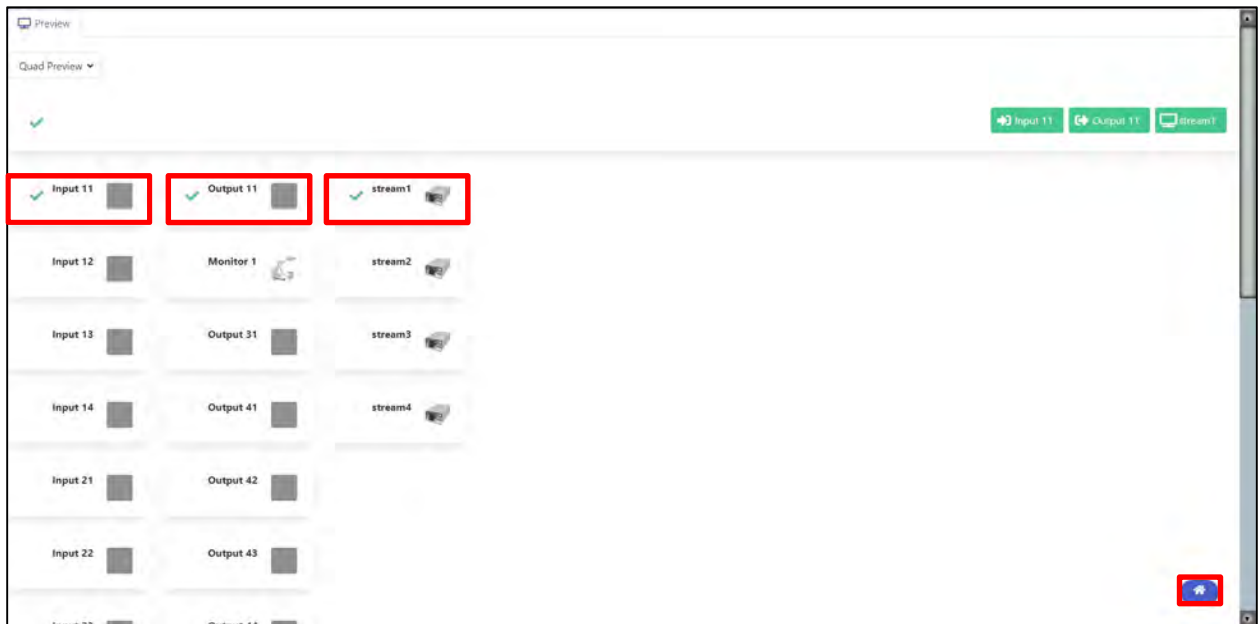 Preview
Quad Preview
Input 11 Output 11 stream1
Input 11 Output 11 stream1
Input 12 Monitor 1 stream2
Input 13 Output 31 stream3
Input 14 Output 41 stream4
Input 21 Output 42
Input 22 Output 43